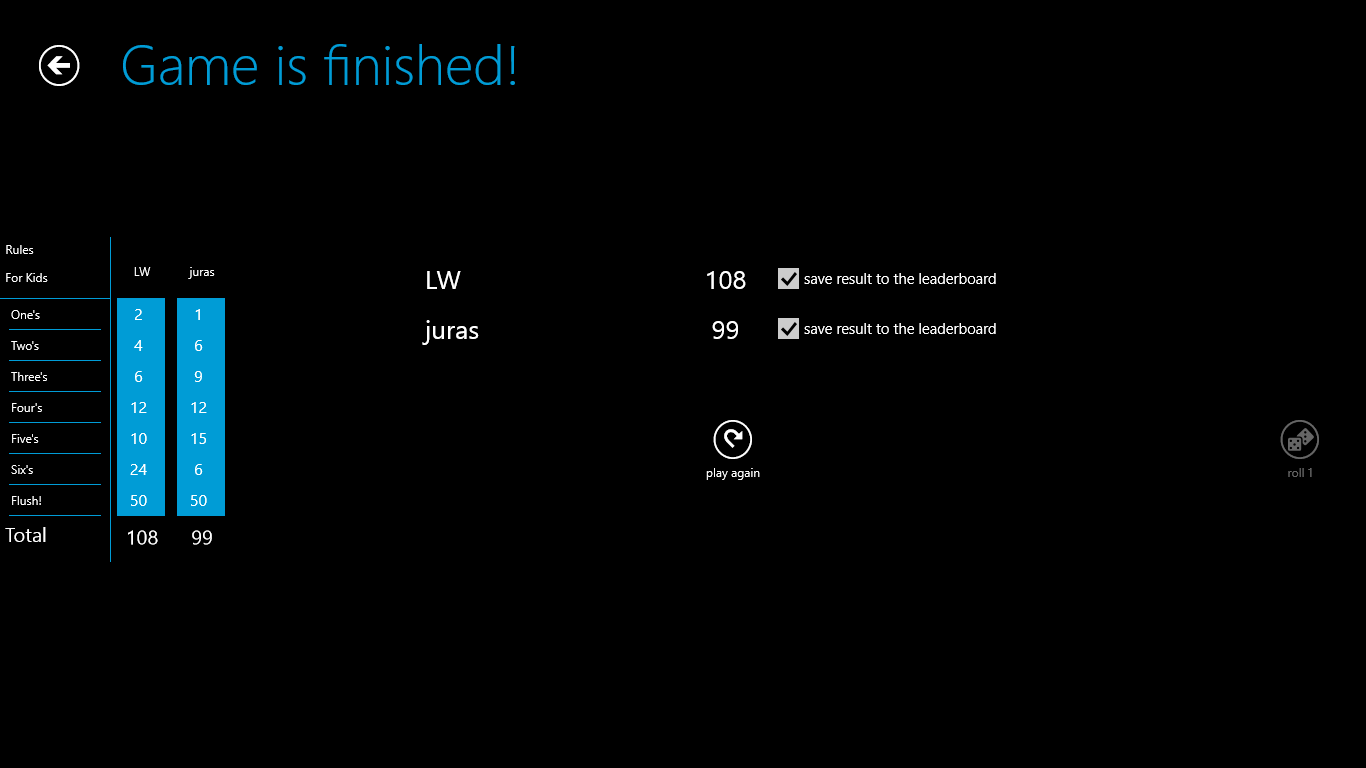 Game is finished!
Rules
For Kids
LW juras
One's 2 1
Two's 4 6
Three's 6 9
Four's 12 12
Five's 10 15
Six's 24 6
Flush! 50 50
Total 108 99
LW 108 save result to the leaderboard
juras 99 save result to the leaderboard
play again
roll 1